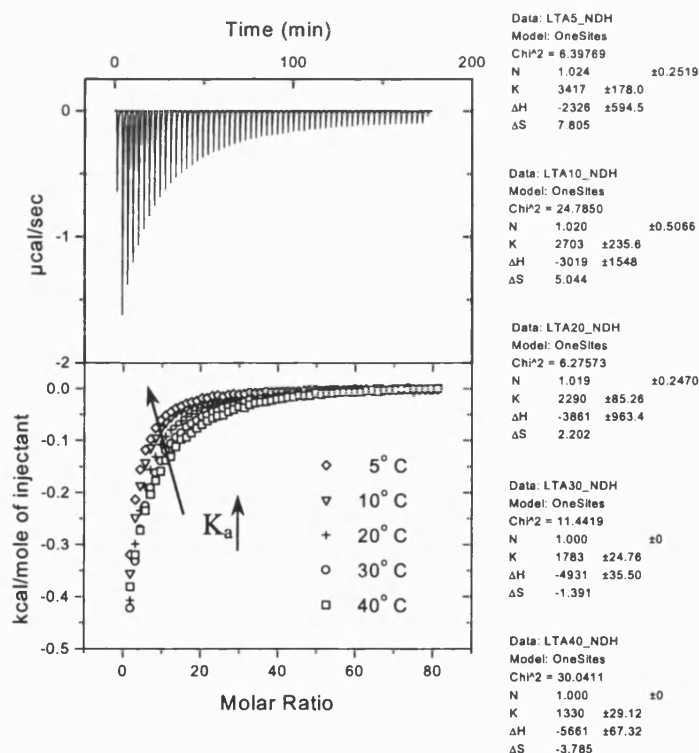 Time (min)
0 100 200
0
-1
-2
µcal/sec
0.0
-0.1
-0.2
-0.3
-0.4
-0.5
kcal/mole of injectant
Ka
5° C
10° C
20° C
30° C
40° C
0 20 40 60 80
Molar Ratio
Data: LTA5_NDH
Model: OneSites
Chi^2 = 6.39769
N 1.024 ±0.2519
K 3417 ±178.0
ΔH -2326 ±594.5
ΔS 7.805
Data: LTA10_NDH
Model: OneSites
Chi^2 = 24.7850
N 1.020 ±0.5066
K 2703 ±235.6
ΔH -3019 ±1548
ΔS 5.044
Data: LTA20_NDH
Model: OneSites
Chi^2 = 6.27573
N 1.019 ±0.2470
K 2290 ±85.26
ΔH -3861 ±963.4
ΔS 2.202
Data: LTA30_NDH
Model: OneSites
Chi^2 = 11.4419
N 1.000 ±0
K 1783 ±24.76
ΔH -4931 ±35.50
ΔS -1.391
Data: LTA40_NDH
Model: OneSites
Chi^2 = 30.0411
N 1.000 ±0
K 1330 ±29.12
ΔH -5661 ±67.32
ΔS -3.785